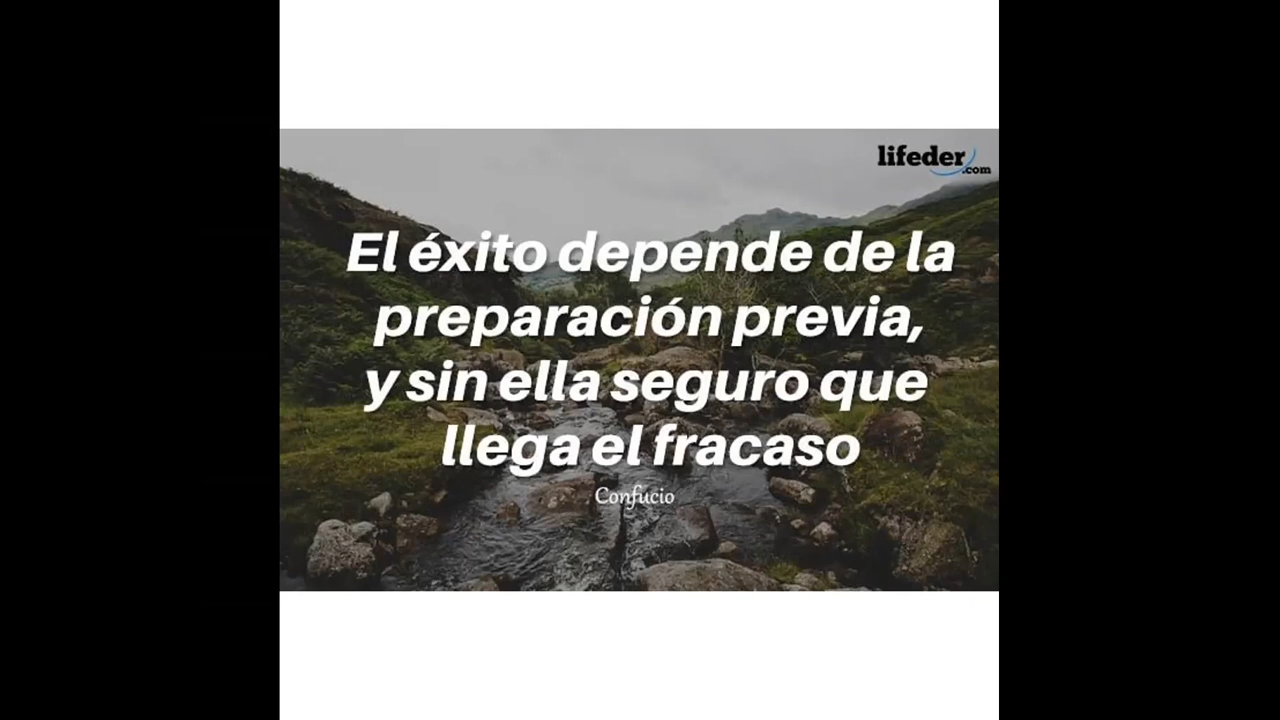 lifeder
.com
El éxito depende de la
preparación previa,
y sin ella seguro que
llega el fracaso
Confucio